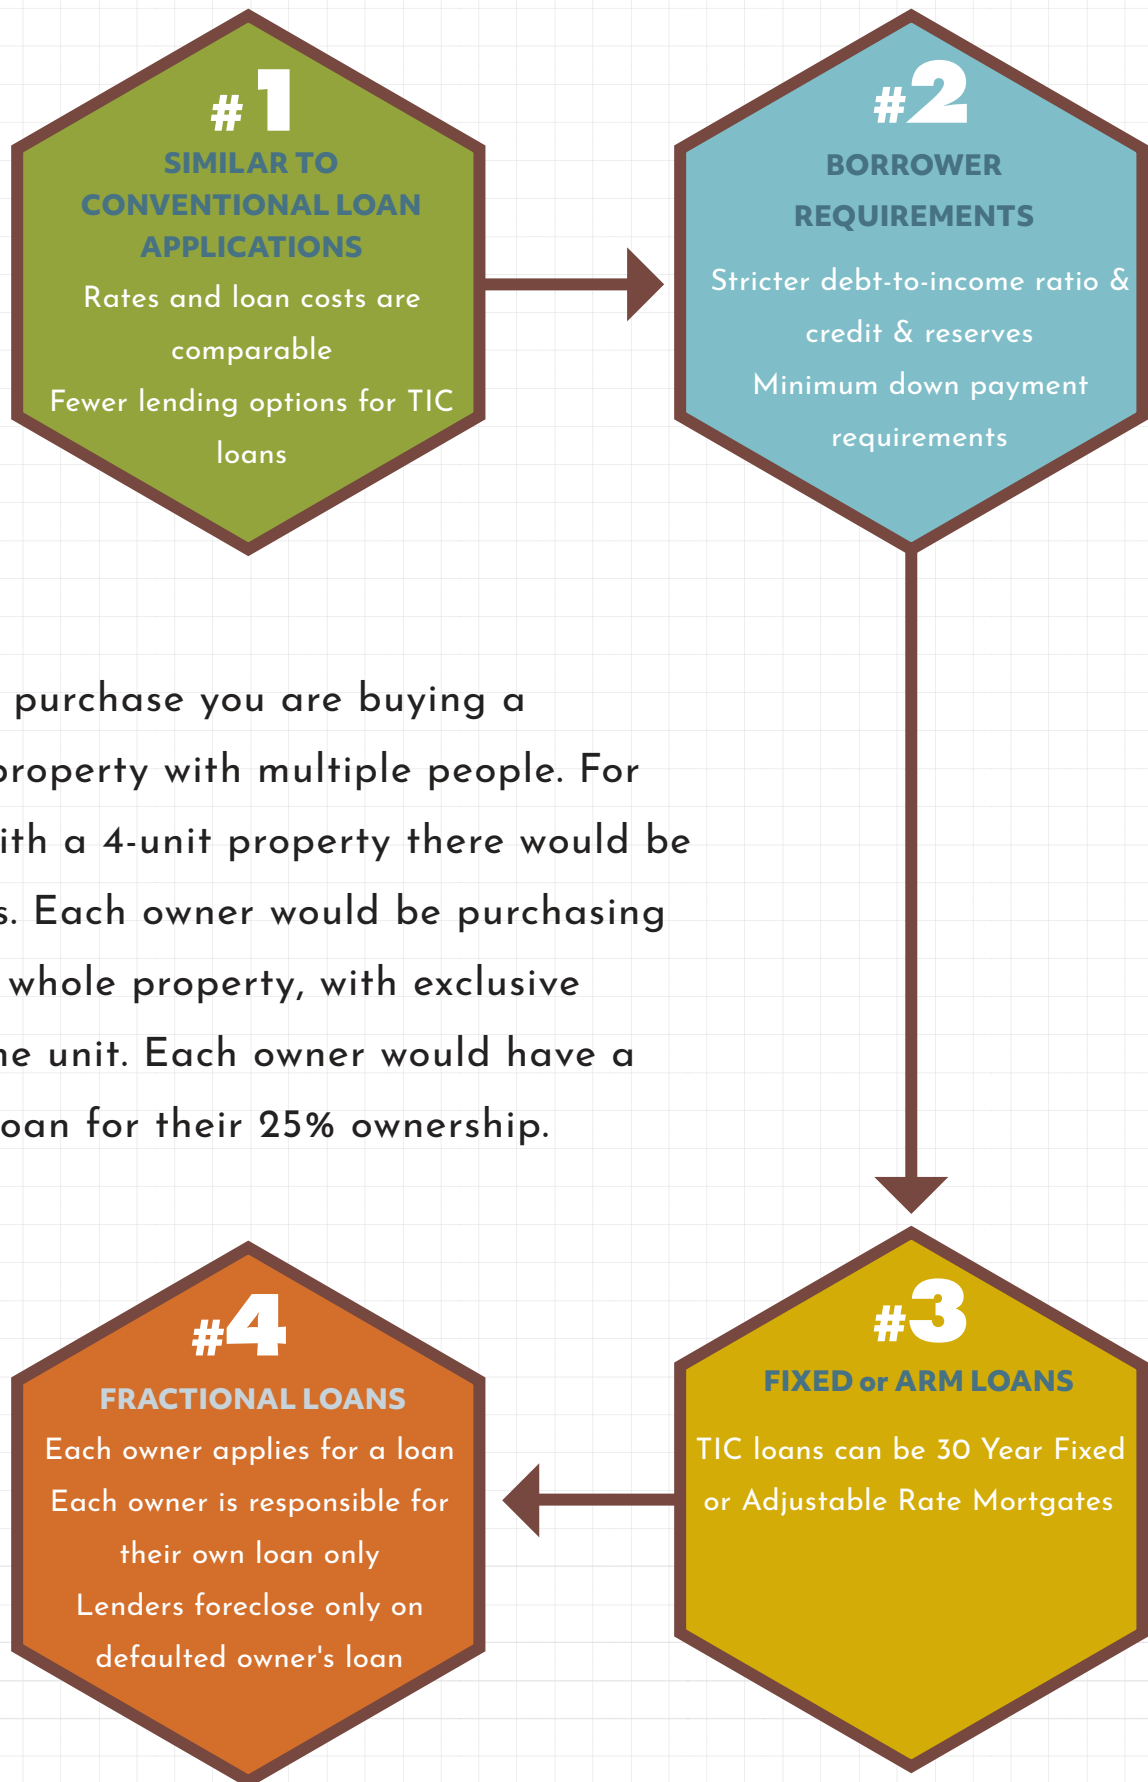 #1
SIMILAR TO
CONVENTIONAL LOAN
APPLICATIONS
Rates and loan costs are
comparable
Fewer lending options for TIC
loans
#2
BORROWER
REQUIREMENTS
Stricter debt-to-income ratio &
credit & reserves
Minimum down payment
requirements
purchase you are buying a
property with multiple people. For
with a 4-unit property there would be
Each owner would be purchasing
whole property, with exclusive
unit. Each owner would have a
loan for their 25% ownership.
#3
FIXED or ARM LOANS
TIC loans can be 30 Year Fixed
or Adjustable Rate Mortgates
#4
FRACTIONAL LOANS
Each owner applies for a loan
Each owner is responsible for
their own loan only
Lenders foreclose only on
defaulted owner's loan